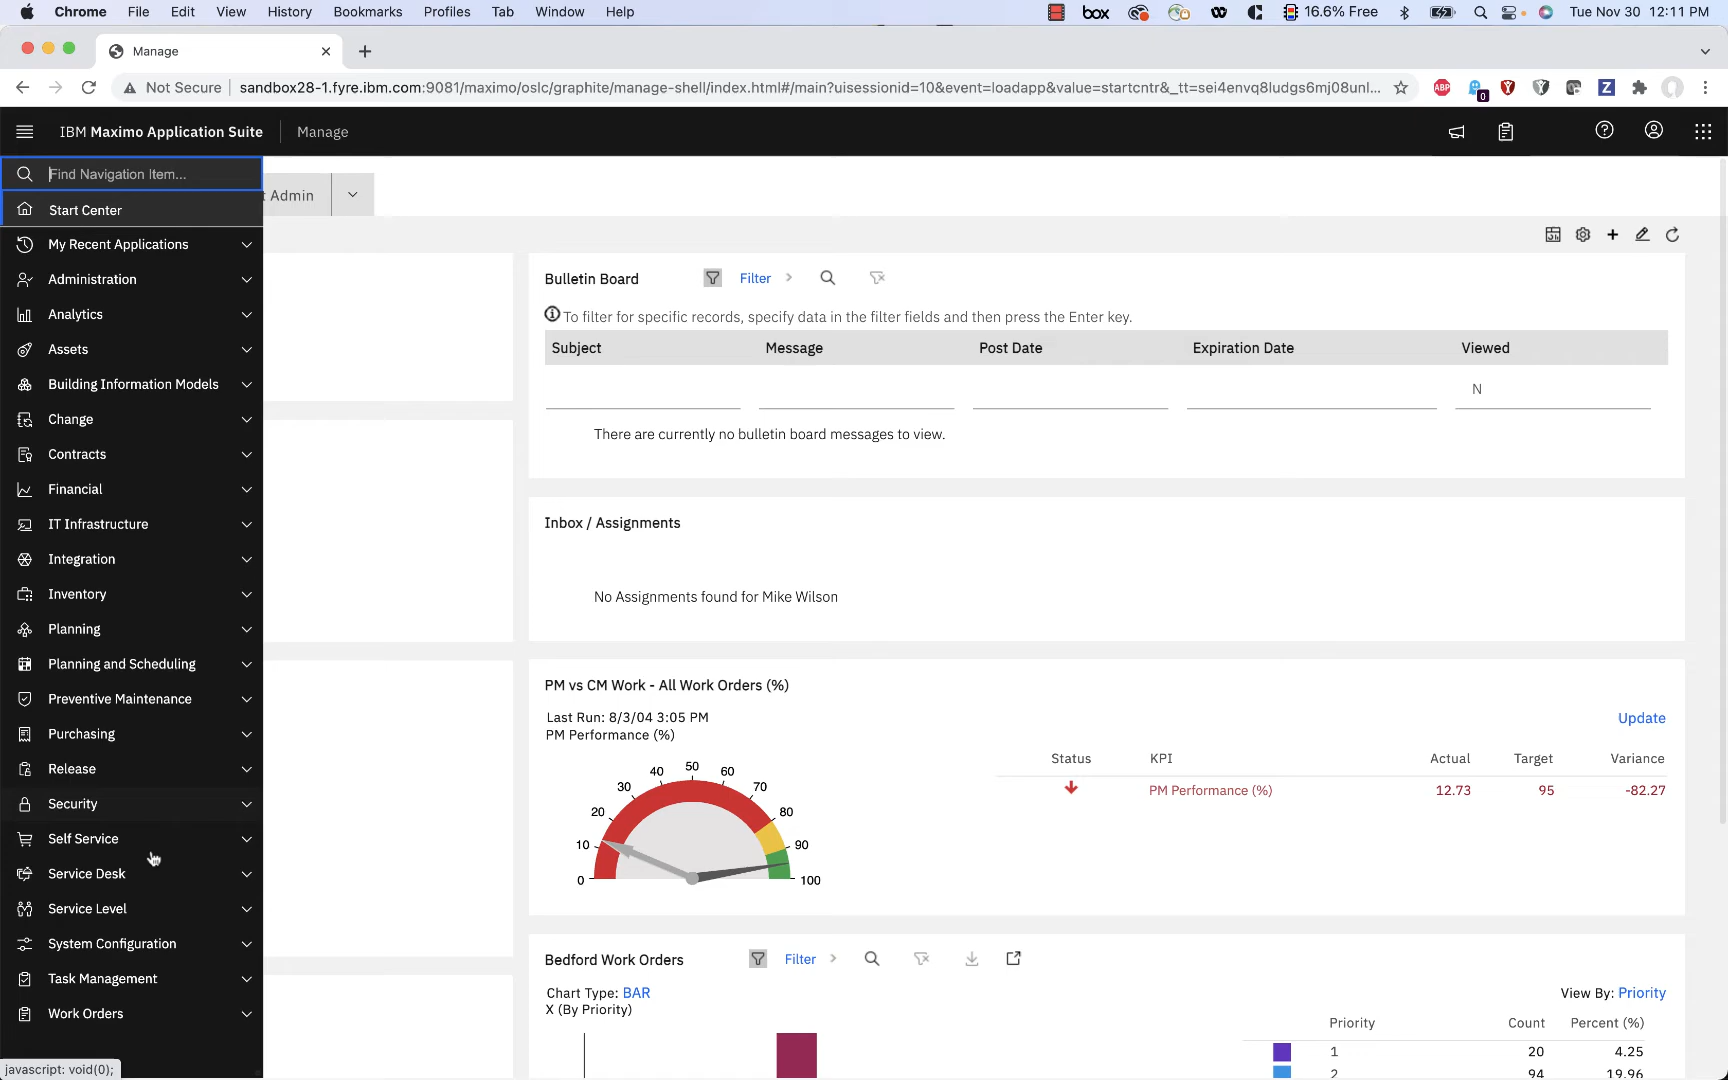 Chrome File Edit View History Bookmarks Profiles Tab Window Help box 16.6% Free Tue Nov 30 12:11 PM
Manage
Not Secure sandbox28-1.fyre.ibm.com:9081/maximo/oslc/graphite/manage-shell/index.html#/main?uisessionid=10&event=loadapp&value=startcntr&_tt=sei4envq8ludgs6mj08unl... ABP 0 Z
IBM Maximo Application Suite Manage
Find Navigation Item...
t Admin
Start Center
My Recent Applications
Administration
Analytics
Assets
Building Information Models
Change
Contracts
Financial
IT Infrastructure
Integration
Inventory
Planning
Planning and Scheduling
Preventive Maintenance
Purchasing
Release
Security
Self Service
Service Desk
Service Level
System Configuration
Task Management
Work Orders
javascript: void(0);
Bulletin Board Filter
To filter for specific records, specify data in the filter fields and then press the Enter key.
Subject Message Post Date Expiration Date Viewed
N
There are currently no bulletin board messages to view.
Inbox / Assignments
No Assignments found for Mike Wilson
PM vs CM Work - All Work Orders (%)
Last Run: 8/3/04 3:05 PM
Update
PM Performance (%)
0 10 20 30 40 50 60 70 80 90 100
Status KPI Actual Target Variance
PM Performance (%) 12.73 95 -82.27
Bedford Work Orders Filter
Chart Type: BAR
View By: Priority
X (By Priority)
Priority Count Percent (%)
1 20 4.25
2 94 19.96